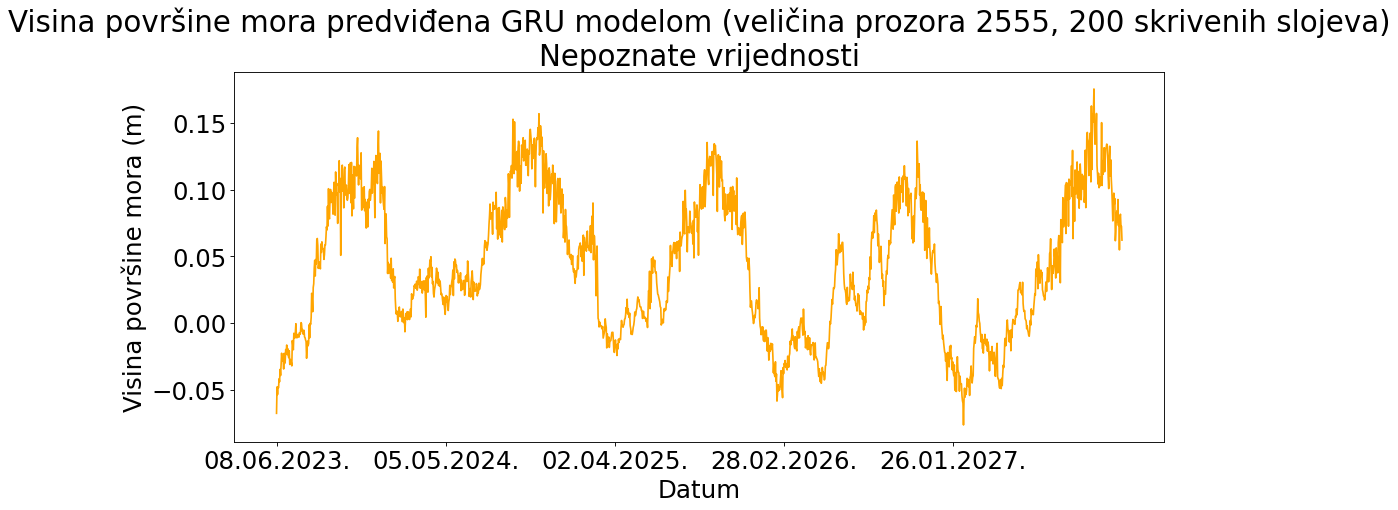 Visina površine mora predviđena GRU modelom (veličina prozora 2555, 200 skrivenih slojeva)
Nepoznate vrijednosti
Visina površine mora (m)
0.15
0.10
0.05
0.00
−0.05
08.06.2023. 05.05.2024. 02.04.2025. 28.02.2026. 26.01.2027.
Datum